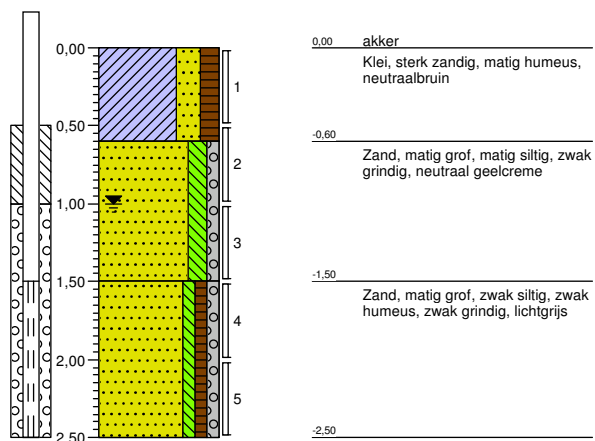 0,00
0,50
1,00
1,50
2,00
2,50
1
2
3
4
5
0,00 akker
Klei, sterk zandig, matig humeus,
neutraalbruin
-0,60
Zand, matig grof, matig siltig, zwak
grindig, neutraal geelcreme
-1,50
Zand, matig grof, zwak siltig, zwak
humeus, zwak grindig, lichtgrijs
-2,50